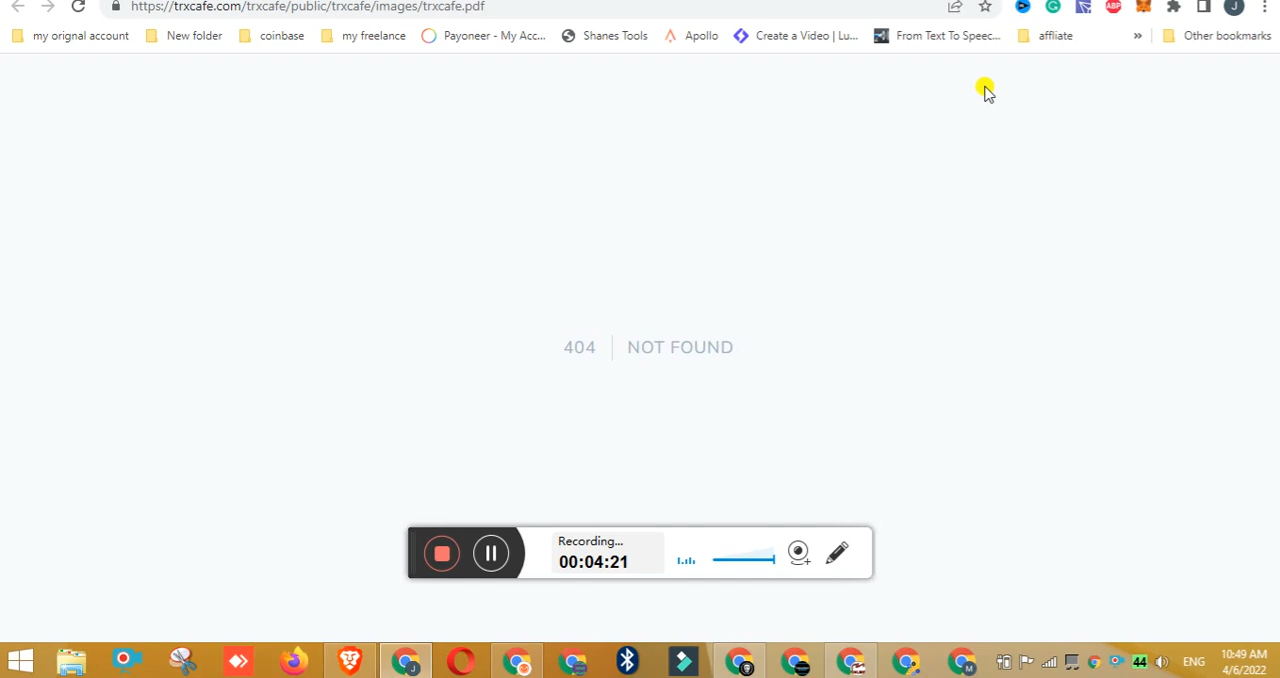 https://trxcafe.com/trxcafe/public/trxcafe/images/trxcafe.pdf
ABP
J
my orignal account New folder coinbase my freelance Payoneer - My Acc... Shanes Tools Apollo Create a Video | Lu... From Text To Speec... affliate » Other bookmarks
404 NOT FOUND
Recording...
00:04:21
44 ENG 10:49 AM
4/6/2022